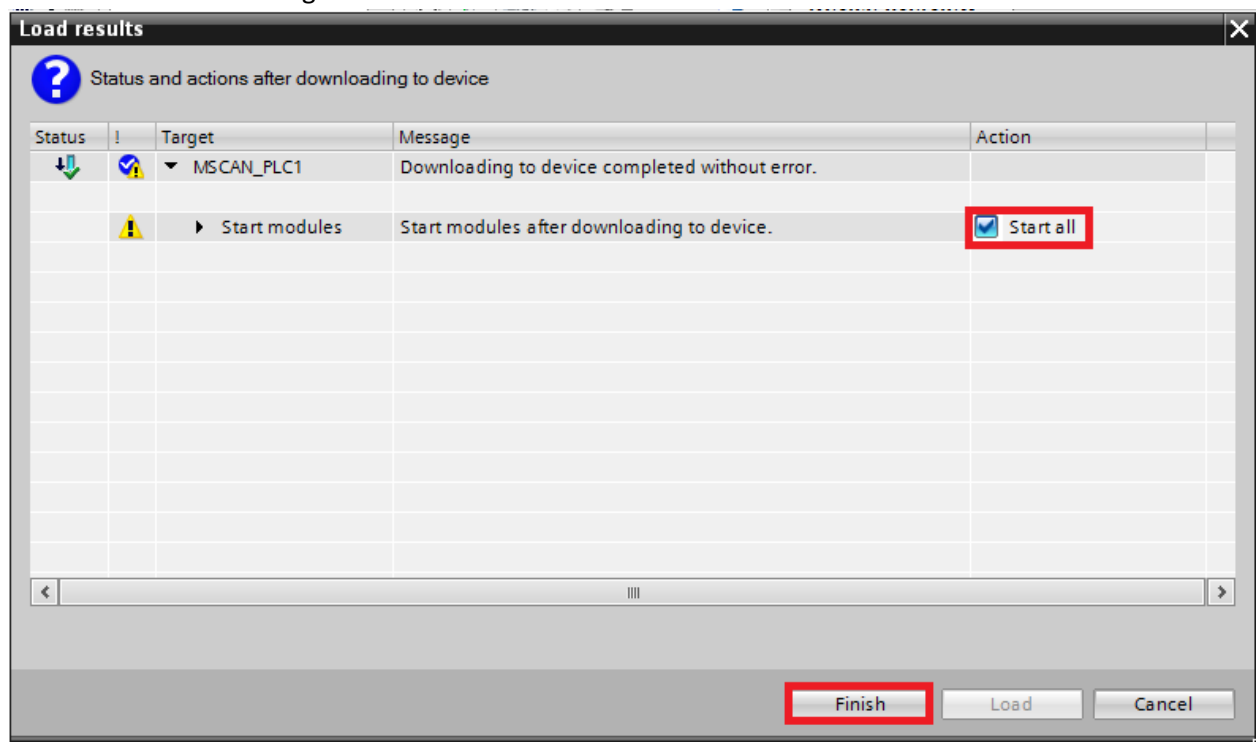 Load results
Status and actions after downloading to device
Status ! Target Message Action
MSCAN_PLC1 Downloading to device completed without error.
Start modules Start modules after downloading to device. Start all
Finish Load Cancel